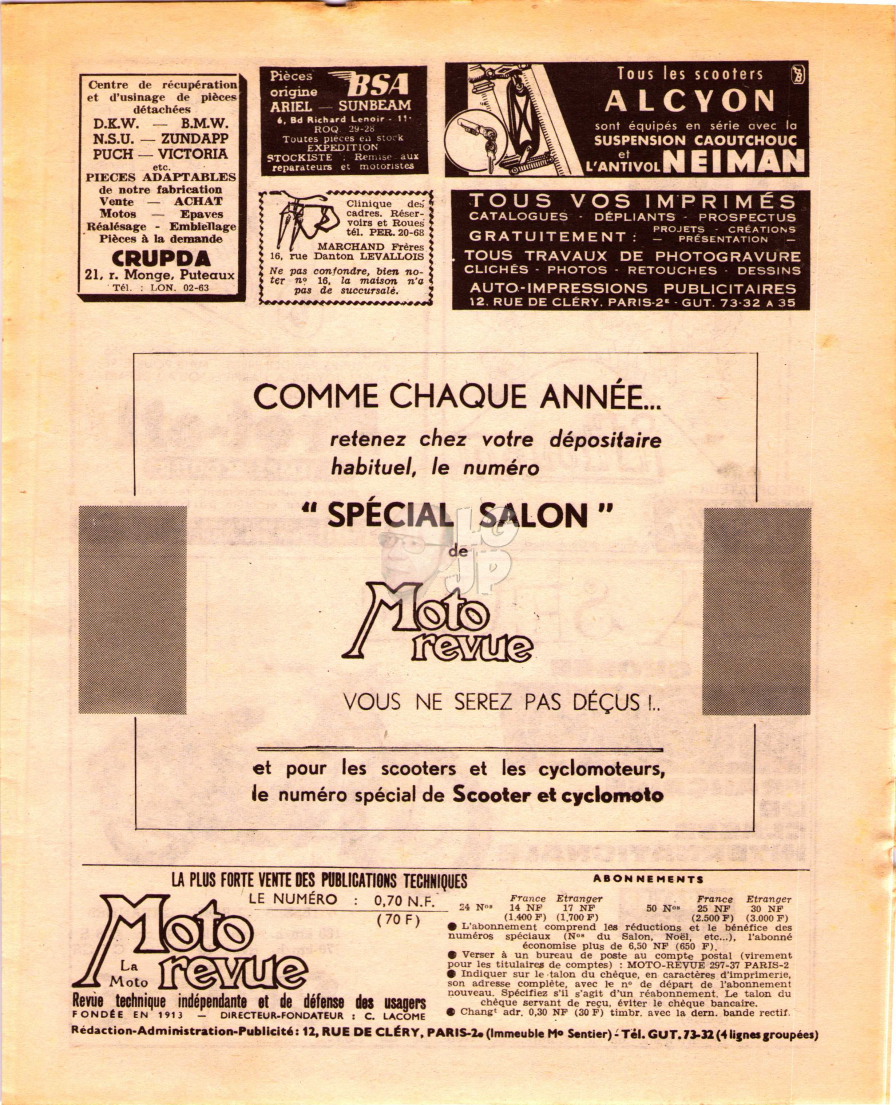 Centre de récupération
et d'usinage de pièces
détachées
D.K.W. — B.M.W.
N.S.U. — ZUNDAPP
PUCH — VICTORIA
etc.
PIECES ADAPTABLES
de notre fabrication
Vente — ACHAT
Motos — Epaves
Réalésage - Embiellage
Pièces à la demande
CRUPDA
21, r. Monge, Puteaux
Tél. : LON. 02-63
Pièces
origine BSA
ARIEL — SUNBEAM
6, Bd Richard Lenoir - 11e
ROQ. 29-28
Toutes pièces en stock
EXPEDITION
STOCKISTE : Remise aux
reparateurs et motoristes
Clinique des
cadres. Réser-
voirs et Roues
tél. PER. 20-68
MARCHAND Frères
16, rue Danton LEVALLOIS
Ne pas confondre, bien no-
ter nº 16, la maison n'a
pas de succursale.
Tous les scooters
ALCYON
sont équipés en série avec la
SUSPENSION CAOUTCHOUC
et
L'ANTIVOL NEIMAN
TOUS VOS IMPRIMÉS
CATALOGUES - DÉPLIANTS - PROSPECTUS
GRATUITEMENT : PROJETS - CRÉATIONS
— PRÉSENTATION —
TOUS TRAVAUX DE PHOTOGRAVURE
CLICHÉS - PHOTOS - RETOUCHES - DESSINS
AUTO-IMPRESSIONS PUBLICITAIRES
12, RUE DE CLÉRY, PARIS-2E - GUT. 73-32 A 35
COMME CHAQUE ANNÉE...
retenez chez votre dépositaire
habituel, le numéro
" SPÉCIAL SALON "
de
LG
JP
Moto
revue
VOUS NE SEREZ PAS DÉÇUS !..
et pour les scooters et les cyclomoteurs,
le numéro spécial de Scooter et cyclomoto
LA PLUS FORTE VENTE DES PUBLICATIONS TECHNIQUES
LE NUMÉRO : 0,70 N.F.
(70 F)
Moto
revue
La
Moto
Revue technique indépendante et de défense des usagers
FONDÉE EN 1913 — DIRECTEUR-FONDATEUR : C. LACOME
ABONNEMENTS
France Etranger France Etranger
24 Nos 14 NF 17 NF 50 Nos 25 NF 30 NF
(1.400 F) (1.700 F) (2.500 F) (3.000 F)
● L'abonnement comprend les réductions et le bénéfice des
numéros spéciaux (Nos du Salon, Noël, etc...), l'abonné
économise plus de 6,50 NF (650 F).
● Verser à un bureau de poste au compte postal (virement
pour les titulaires de comptes) : MOTO-REVUE 297-37 PARIS-2
● Indiquer sur le talon du chèque, en caractères d'imprimerie,
son adresse complète, avec le nº de départ de l'abonnement
nouveau. Spécifiez s'il s'agit d'un réabonnement. Le talon du
chèque servant de reçu, éviter le chèque bancaire.
● Changt adr. 0,30 NF (30 F) timbr. avec la dern. bande rectif.
Rédaction-Administration-Publicité : 12, RUE DE CLÉRY, PARIS-2e (Immeuble Mo Sentier) - Tél. GUT. 73-32 (4 lignes groupées)